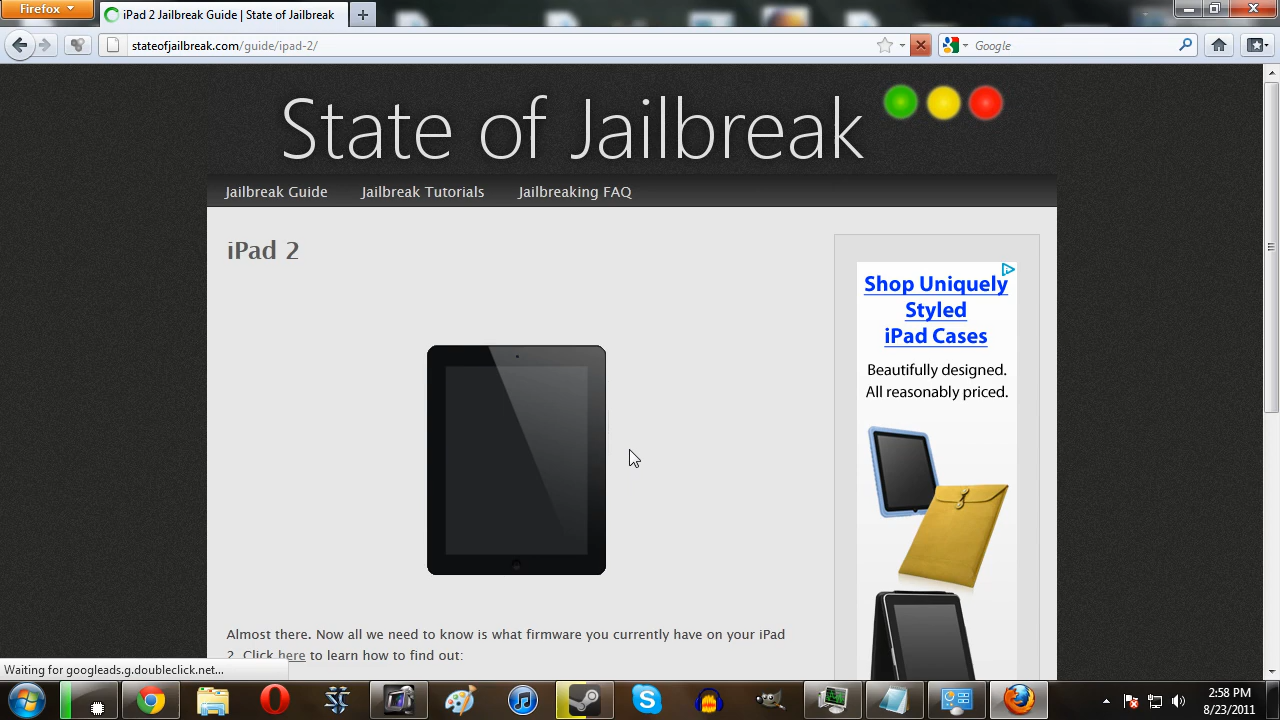 Firefox
iPad 2 Jailbreak Guide | State of Jailbreak
stateofjailbreak.com/guide/ipad-2/
Google
State of Jailbreak
Jailbreak Guide Jailbreak Tutorials Jailbreaking FAQ
iPad 2
Shop Uniquely
Styled
iPad Cases
Beautifully designed.
All reasonably priced.
Almost there. Now all we need to know is what firmware you currently have on your iPad
2. Click here to learn how to find out:
Waiting for googleads.g.doubleclick.net...
2:58 PM
8/23/2011